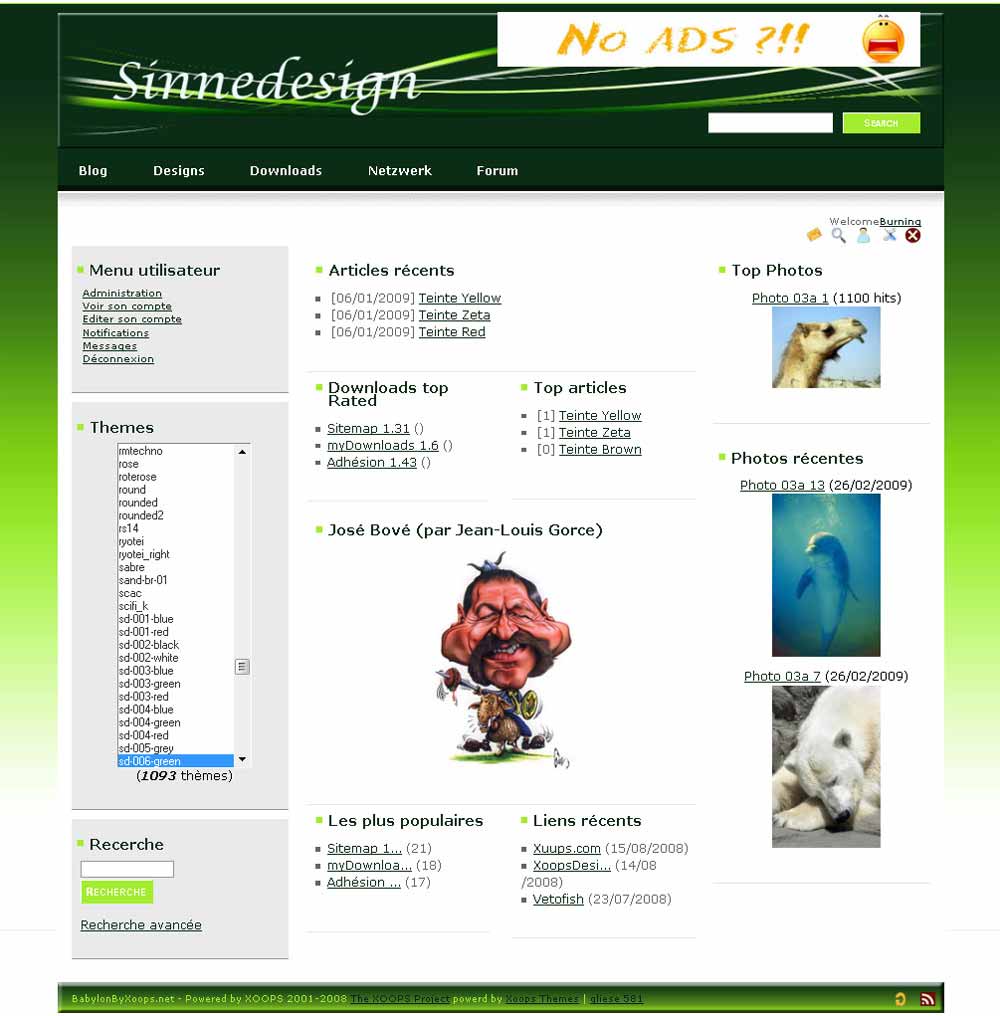 No ADS ?!!
Sinnedesign
SEARCH
Blog Designs Downloads Netzwerk Forum
WelcomeBurning
Menu utilisateur
Administration
Voir son compte
Editer son compte
Notifications
Messages
Déconnexion
Themes
rmtechno
rose
roterose
round
rounded
rounded2
rs14
ryotei
ryotei_right
sabre
sand-br-01
scac
scifi_k
sd-001-blue
sd-001-red
sd-002-black
sd-002-white
sd-003-blue
sd-003-green
sd-003-red
sd-004-blue
sd-004-green
sd-004-red
sd-005-grey
sd-006-green
(1093 thèmes)
Recerche
RECHERCHE
Recherche avancée
Articles récents
[06/01/2009] Teinte Yellow
[06/01/2009] Teinte Zeta
[06/01/2009] Teinte Red
Downloads top
Rated
Sitemap 1.31 ()
myDownloads 1.6 ()
Adhésion 1.43 ()
Top articles
[1] Teinte Yellow
[1] Teinte Zeta
[0] Teinte Brown
José Bové (par Jean-Louis Gorce)
Les plus populaires
Sitemap 1... (21)
myDownloa... (18)
Adhésion ... (17)
Liens récents
Xuups.com (15/08/2008)
XoopsDesi... (14/08
/2008)
Vetofish (23/07/2008)
Top Photos
Photo 03a 1 (1100 hits)
Photos récentes
Photo 03a 13 (26/02/2009)
Photo 03a 7 (26/02/2009)
BabylonByXoops.net - Powered by XOOPS 2001-2008 The XOOPS Project powerd by Xoops Themes | gliese 581